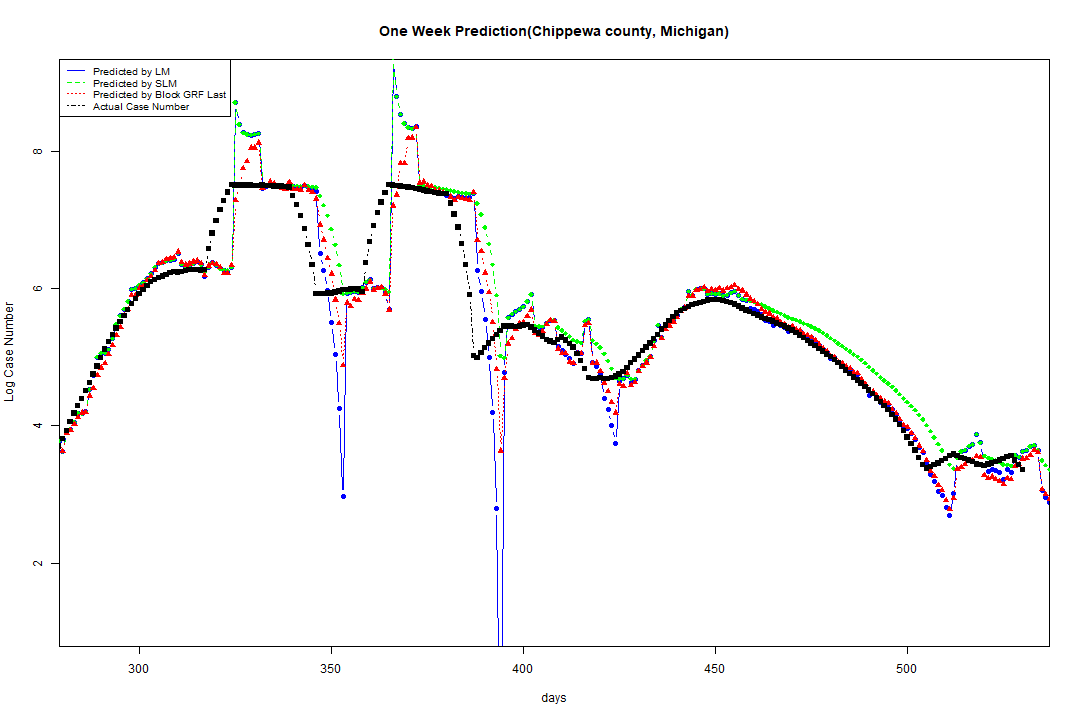 One Week Prediction(Chippewa county, Michigan)
Predicted by LM
Predicted by SLM
Predicted by Block GRF Last
Actual Case Number
8
6
4
2
Log Case Number
300 350 400 450 500
days